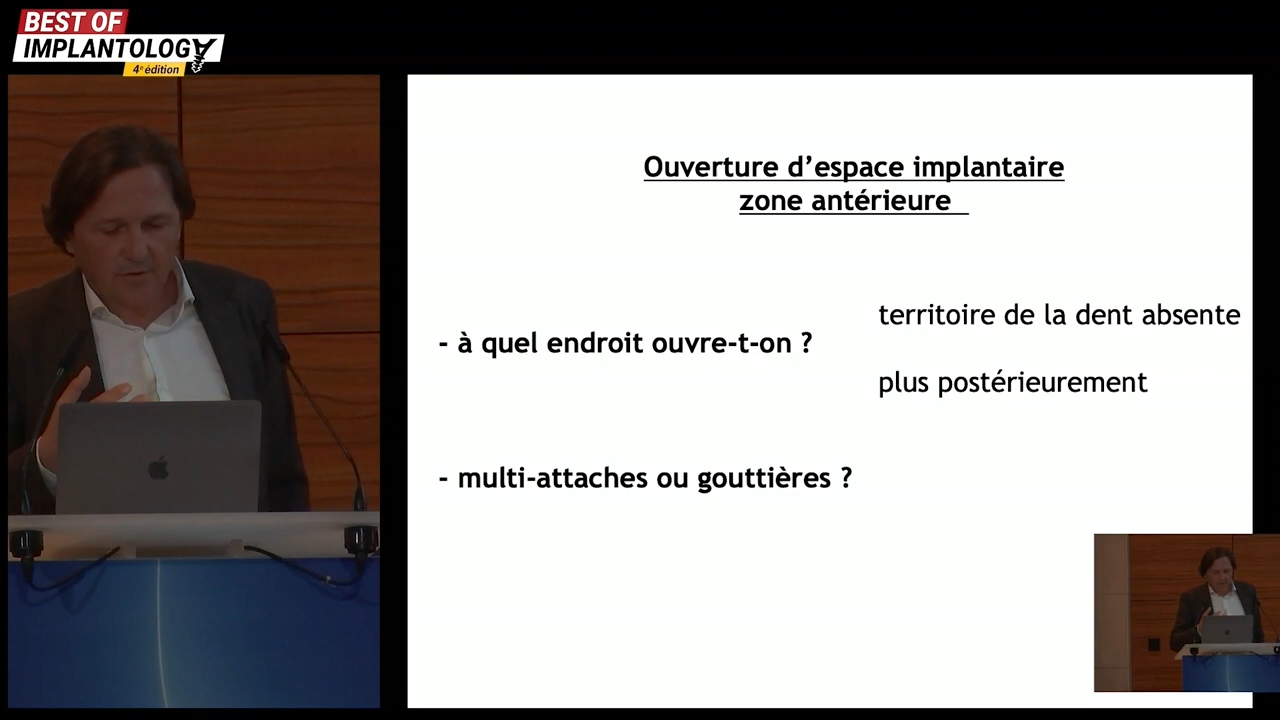 BEST OF
IMPLANTOLOGY
4e édition
Ouverture d'espace implantaire
zone antérieure
territoire de la dent absente
- à quel endroit ouvre-t-on ?
plus postérieurement
- multi-attaches ou gouttières ?